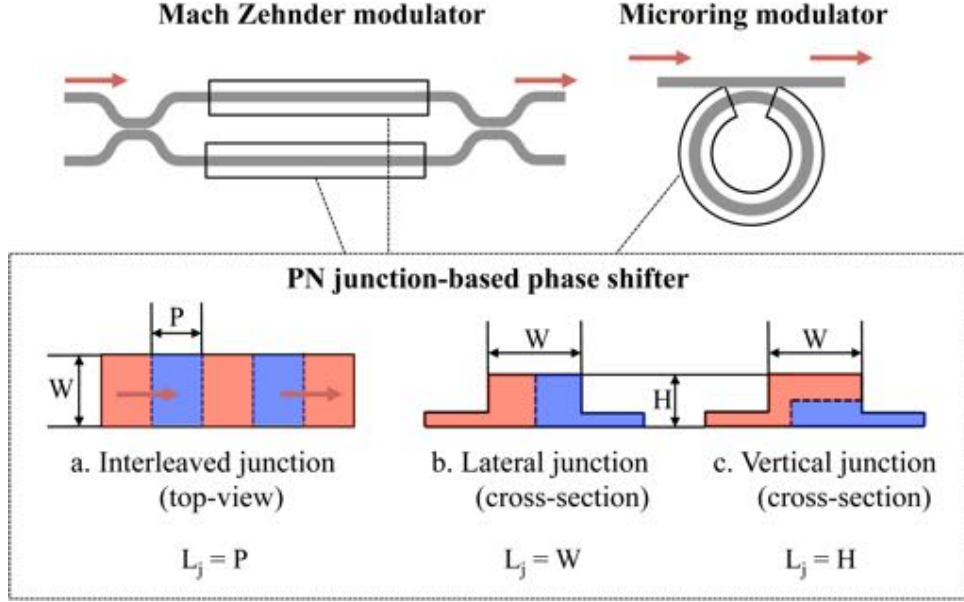 Mach Zehnder modulator
Microring modulator
PN junction-based phase shifter
P
W
W
W
H
a. Interleaved junction
(top-view)
b. Lateral junction
(cross-section)
c. Vertical junction
(cross-section)
L_j = P
L_j = W
L_j = H